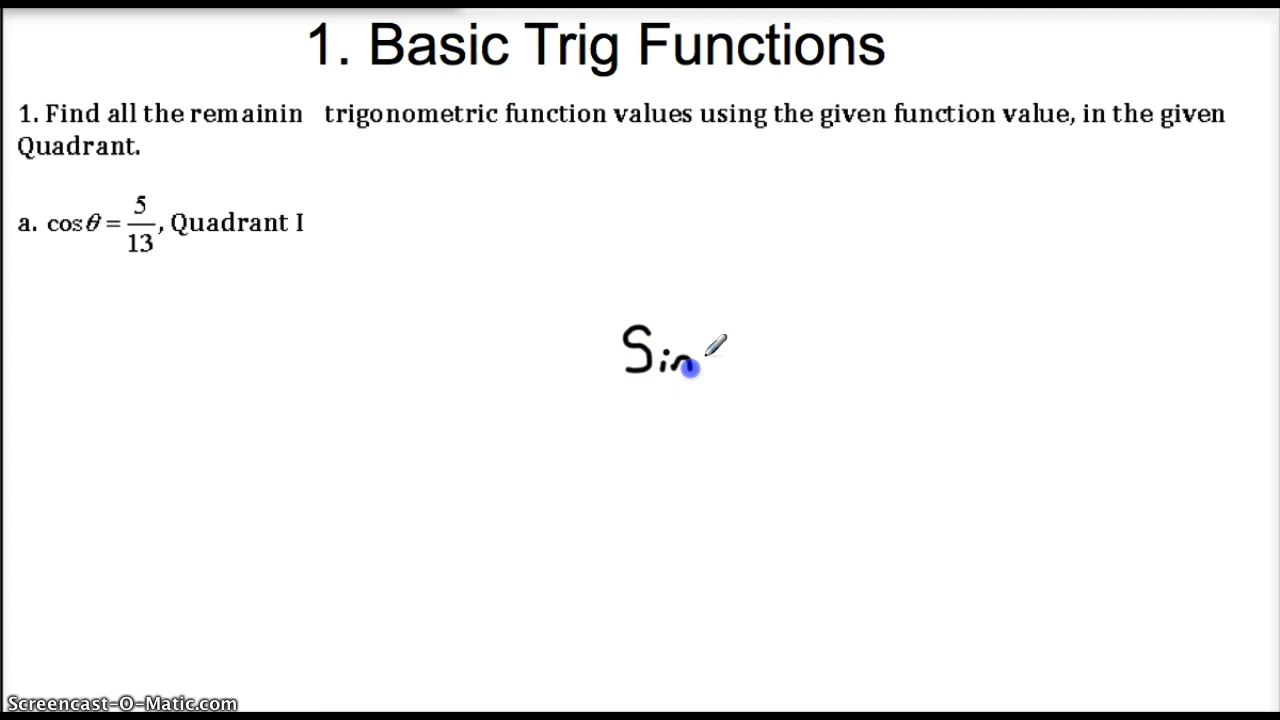 1. Basic Trig Functions
1. Find all the remainin trigonometric function values using the given function value, in the given
Quadrant.
a. cosθ = 5/13, Quadrant I
Sin
Screencast-O-Matic.com